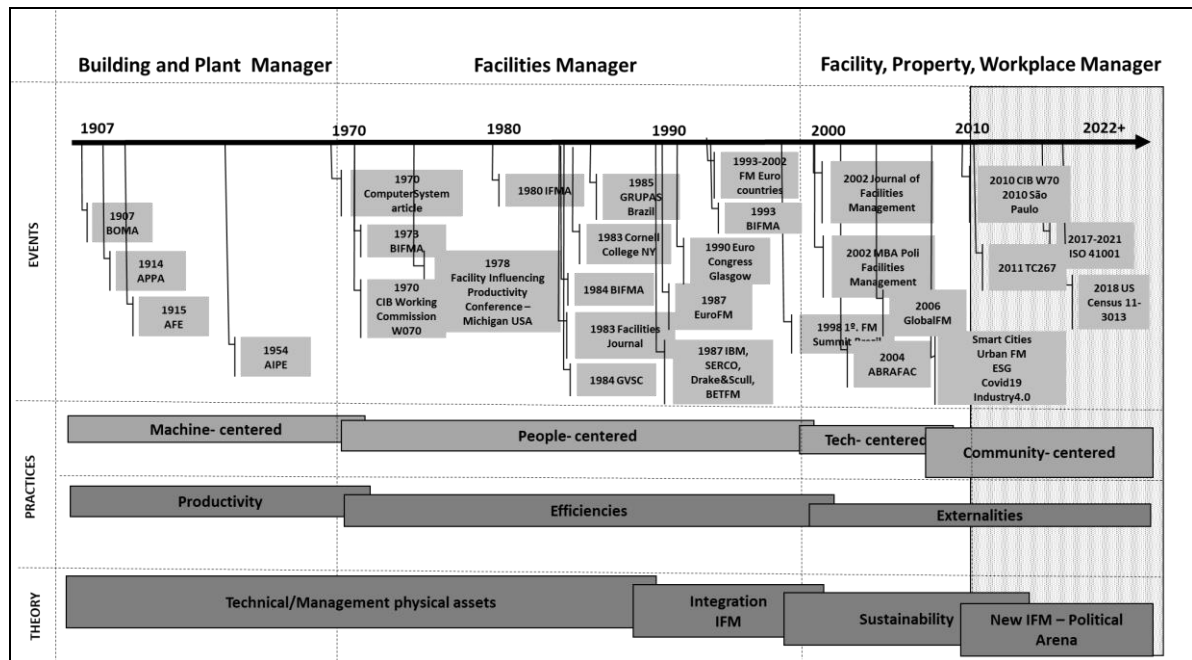 Building and Plant Manager
Facilities Manager
Facility, Property, Workplace Manager
EVENTS
1907
1970
1980
1990
2000
2010
2022+
1907
BOMA
1914
APPA
1915
AFE
1954
AIPE
1970
ComputerSystem
article
1973
BIFMA
1970
CIB Working
Commission
W070
1978
Facility Influencing
Productivity
Conference –
Michigan USA
1980 IFMA
1985
GRUPAS
Brazil
1983 Cornell
College NY
1984 BIFMA
1983 Facilities
Journal
1984 GVSC
1993-2002
FM Euro
countries
1993
BIFMA
1990 Euro
Congress
Glasgow
1987
EuroFM
1987 IBM,
SERCO,
Drake&Scull,
BETFM
1998 1º. FM
Summit Brazil
2002 Journal of
Facilities
Management
2002 MBA Poli
Facilities
Management
2004
ABRAFAC
2006
GlobalFM
2010 CIB W70
2010 São
Paulo
2011 TC267
2017-2021
ISO 41001
2018 US
Census 11-
3013
Smart Cities
Urban FM
ESG
Covid19
Industry4.0
PRACTICES
Machine- centered
People- centered
Tech- centered
Community- centered
Productivity
Efficiencies
Externalities
THEORY
Technical/Management physical assets
Integration
IFM
Sustainability
New IFM – Political
Arena